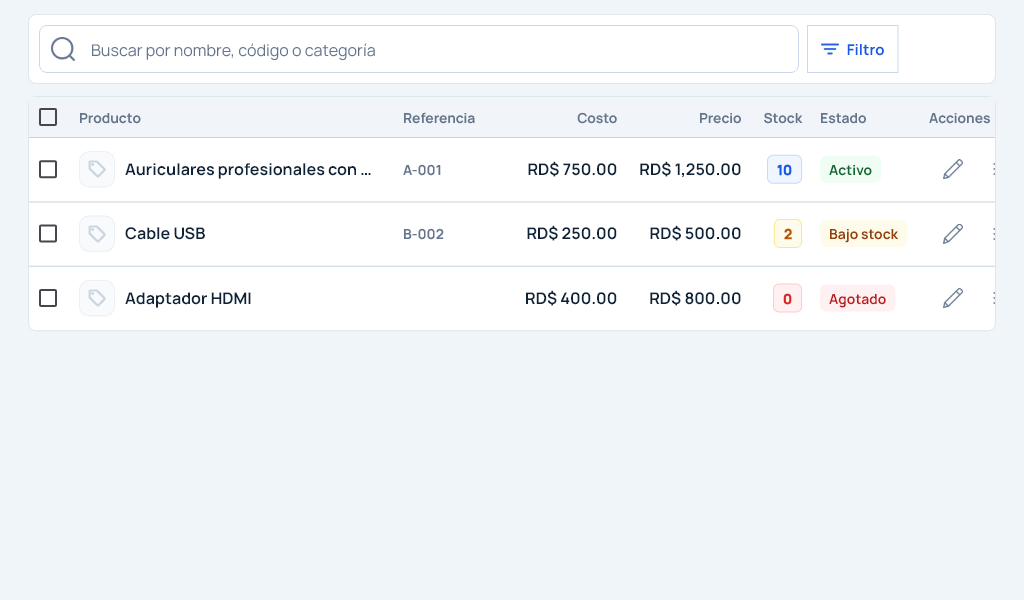 Buscar por nombre, código o categoría
Filtro
Producto Referencia Costo Precio Stock Estado Acciones
Auriculares profesionales con ... A-001 RD$ 750.00 RD$ 1,250.00 10 Activo
Cable USB B-002 RD$ 250.00 RD$ 500.00 2 Bajo stock
Adaptador HDMI RD$ 400.00 RD$ 800.00 0 Agotado